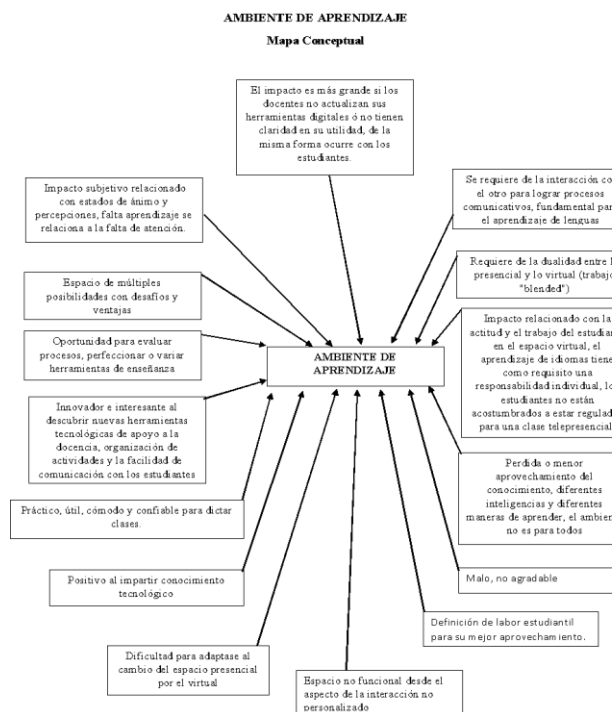 AMBIENTE DE APRENDIZAJE
Mapa Conceptual
El impacto es más grande si los
docentes no actualizan sus
herramientas digitales ó no tienen
claridad en su utilidad, de la
misma forma ocurre con los
estudiantes.
Impacto subjetivo relacionado
con estados de ánimo y
percepciones, falta aprendizaje se
relaciona a la falta de atención.
Espacio de múltiples
posibilidades con desafíos y
ventajas
Oportunidad para evaluar
procesos, perfeccionar o variar
herramientas de enseñanza
Innovador e interesante al
descubrir nuevas herramientas
tecnológicas de apoyo a la
docencia, organización de
actividades y la facilidad de
comunicación con los estudiantes
Práctico, útil, cómodo y confiable para dictar
clases.
Positivo al impartir conocimiento
tecnológico
Dificultad para adaptase al
cambio del espacio presencial
por el virtual
AMBIENTE DE
APRENDIZAJE
Se requiere de la interacción co
el otro para lograr procesos
comunicativos, fundamental par
el aprendizaje de lenguas
Requiere de la dualidad entre l
presencial y lo virtual (trabajo
"blended")
Impacto relacionado con la
actitud y el trabajo del estudian
en el espacio virtual, el
aprendizaje de idiomas tiene
como requisito una
responsabilidad individual, lo
estudiantes no están
acostumbrados a estar regulad
para una clase telepresencial
Perdida o menor
aprovechamiento del
conocimiento, diferentes
inteligencias y diferentes
maneras de aprender, el ambien
no es para todos
Malo, no agradable
Definición de labor estudiantil
para su mejor aprovechamiento.
Espacio no funcional desde el
aspecto de la interacción no
personalizado